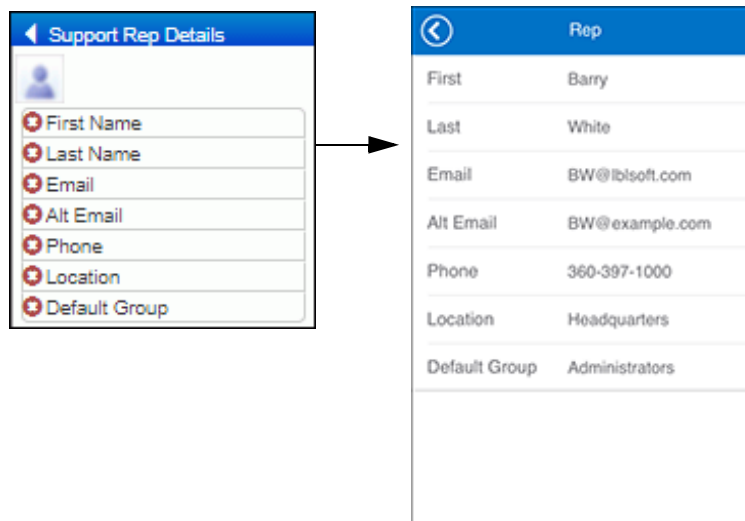 Support Rep Details
First Name
Last Name
Email
Alt Email
Phone
Location
Default Group
Rep
First Barry
Last White
Email BW@lblsoft.com
Alt Email BW@example.com
Phone 360-397-1000
Location Headquarters
Default Group Administrators